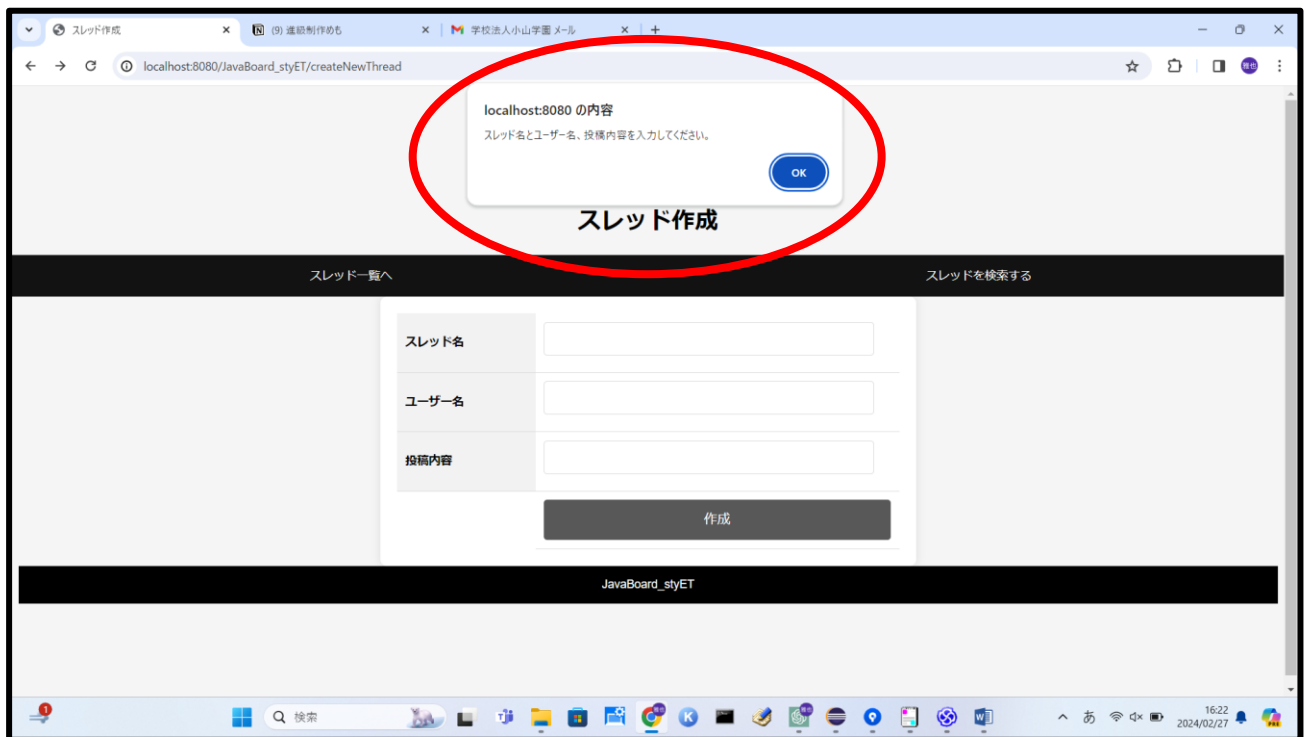 スレッド作成
(9) 進級制作めも
学校法人小山学園 メール
localhost:8080/JavaBoard_styET/createNewThread
雅也
localhost:8080 の内容
スレッド名とユーザー名、投稿内容を入力してください。
OK
スレッド作成
スレッド一覧へ
スレッドを検索する
スレッド名
ユーザー名
投稿内容
作成
JavaBoard_styET
1
検索
あ
16:22
2024/02/27